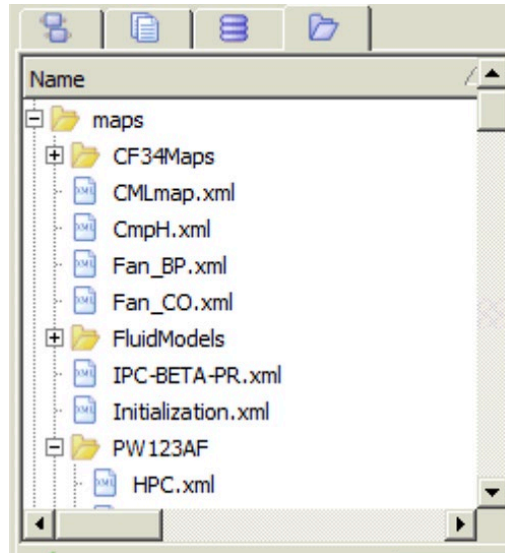 Name
maps
CF34Maps
CMLmap.xml
CmpH.xml
Fan_BP.xml
Fan_CO.xml
FluidModels
IPC-BETA-PR.xml
Initialization.xml
PW123AF
HPC.xml